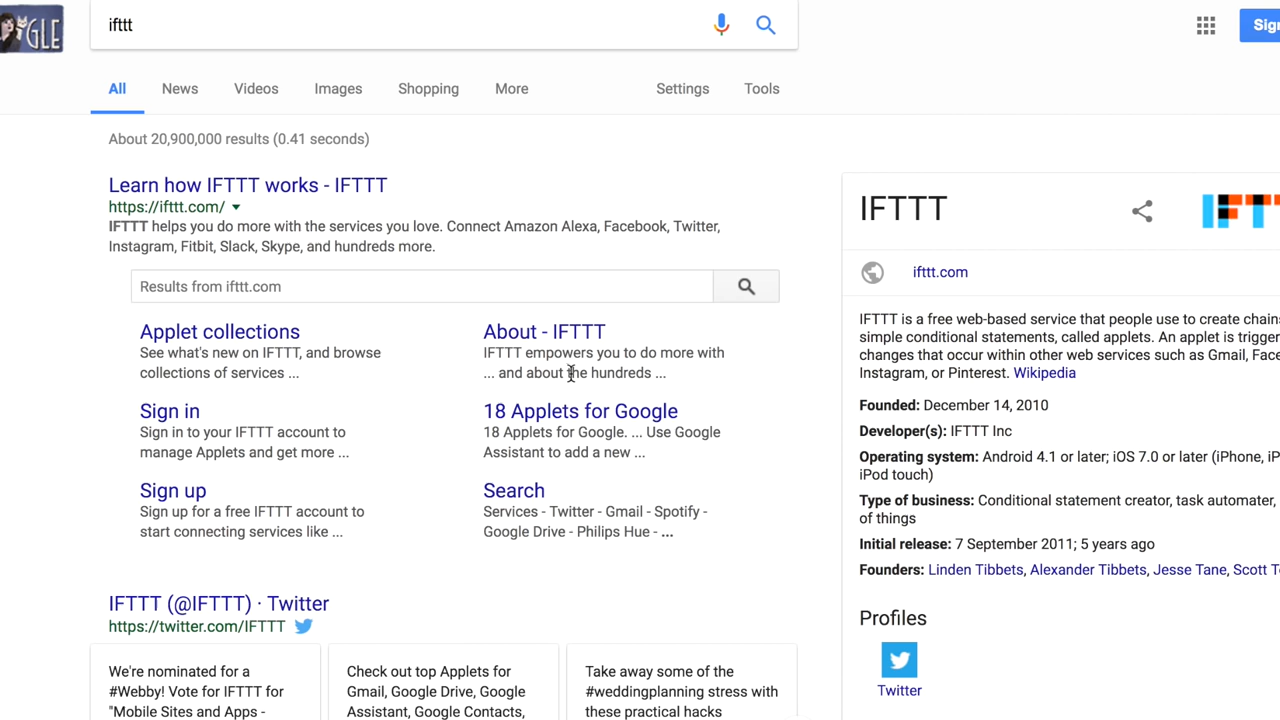 GLE
ifttt
Sign
All News Videos Images Shopping More Settings Tools
About 20,900,000 results (0.41 seconds)
Learn how IFTTT works - IFTTT
https://ifttt.com/
IFTTT helps you do more with the services you love. Connect Amazon Alexa, Facebook, Twitter,
Instagram, Fitbit, Slack, Skype, and hundreds more.
Results from ifttt.com
Applet collections
See what's new on IFTTT, and browse
collections of services ...
About - IFTTT
IFTTT empowers you to do more with
... and about the hundreds ...
Sign in
Sign in to your IFTTT account to
manage Applets and get more ...
18 Applets for Google
18 Applets for Google. ... Use Google
Assistant to add a new ...
Sign up
Sign up for a free IFTTT account to
start connecting services like ...
Search
Services - Twitter - Gmail - Spotify -
Google Drive - Philips Hue - ...
IFTTT (@IFTTT) · Twitter
https://twitter.com/IFTTT
We're nominated for a
#Webby! Vote for IFTTT for
"Mobile Sites and Apps -
Check out top Applets for
Gmail, Google Drive, Google
Assistant, Google Contacts,
Take away some of the
#weddingplanning stress with
these practical hacks
IFTTT
IFT
ifttt.com
IFTTT is a free web-based service that people use to create chains
simple conditional statements, called applets. An applet is trigger
changes that occur within other web services such as Gmail, Face
Instagram, or Pinterest. Wikipedia
Founded: December 14, 2010
Developer(s): IFTTT Inc
Operating system: Android 4.1 or later; iOS 7.0 or later (iPhone, iP
iPod touch)
Type of business: Conditional statement creator, task automater,
of things
Initial release: 7 September 2011; 5 years ago
Founders: Linden Tibbets, Alexander Tibbets, Jesse Tane, Scott T
Profiles
Twitter